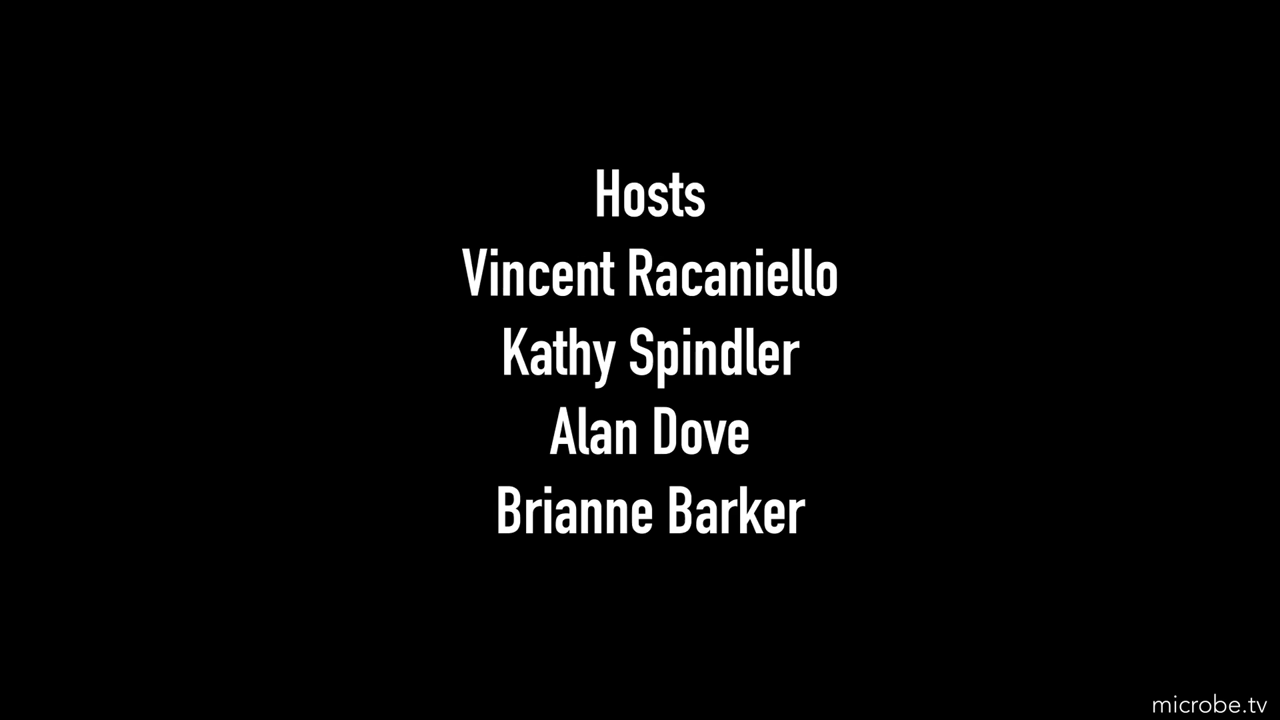 Hosts
Vincent Racaniello
Kathy Spindler
Alan Dove
Brianne Barker
microbe.tv